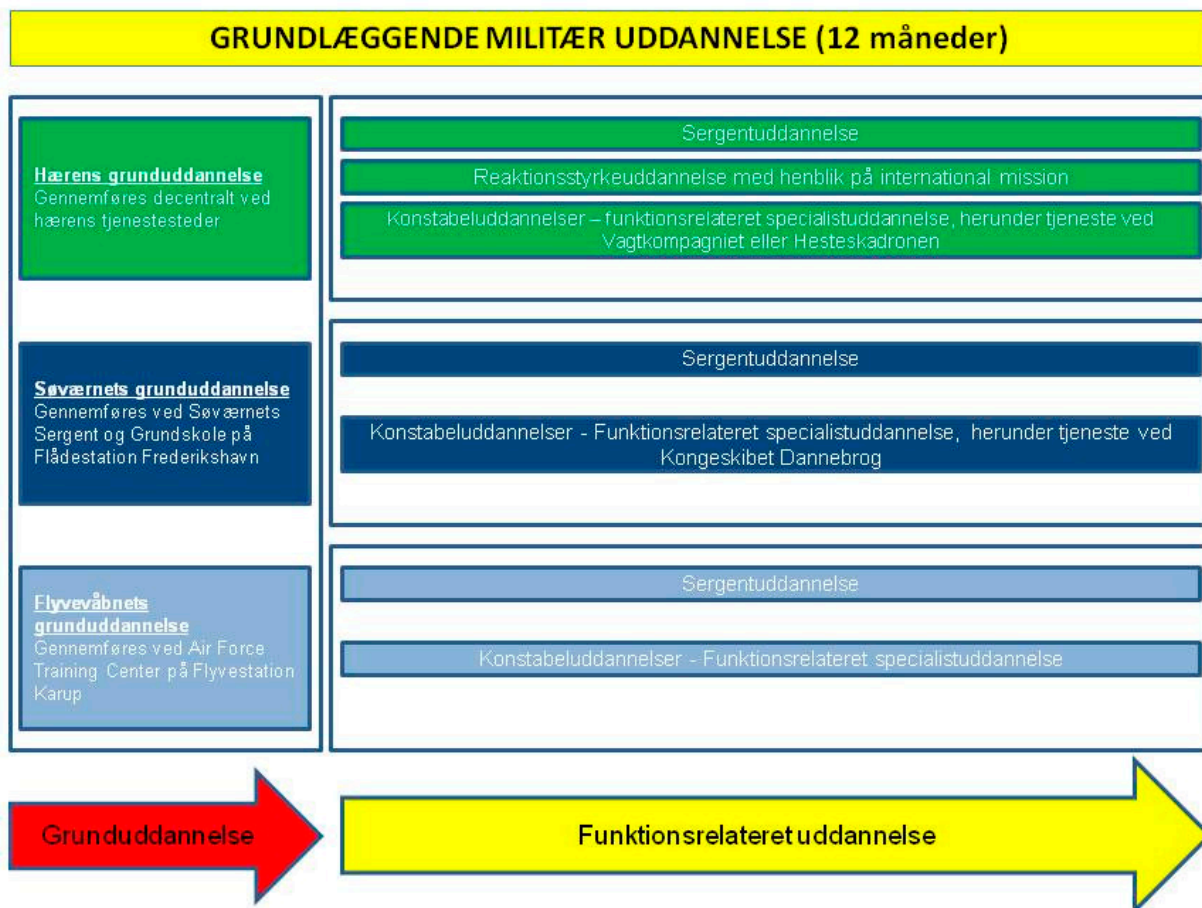 GRUNDLÆGGENDE MILITÆR UDDANNELSE (12 måneder)
Hærens grunduddannelse
Gennemføres decentralt ved
hærens tjenestesteder
Sergentuddannelse
Reaktionsstyrkeuddannelse med henblik på international mission
Konstabeluddannelser – funktionsrelateret specialistuddannelse, herunder tjeneste ved
Vagtkompagniet eller Hesteskadronen
Søværnets grunduddannelse
Gennemføres ved Søværnets
Sergent og Grundskole på
Flådestation Frederikshavn
Sergentuddannelse
Konstabeluddannelser - Funktionsrelateret specialistuddannelse, herunder tjeneste ved
Kongeskibet Dannebrog
Flyvevåbnets
grunduddannelse
Gennemføres ved Air Force
Training Center på Flyvestation
Karup
Sergentuddannelse
Konstabeluddannelser - Funktionsrelateret specialistuddannelse
Grunduddannelse
Funktionsrelateret uddannelse